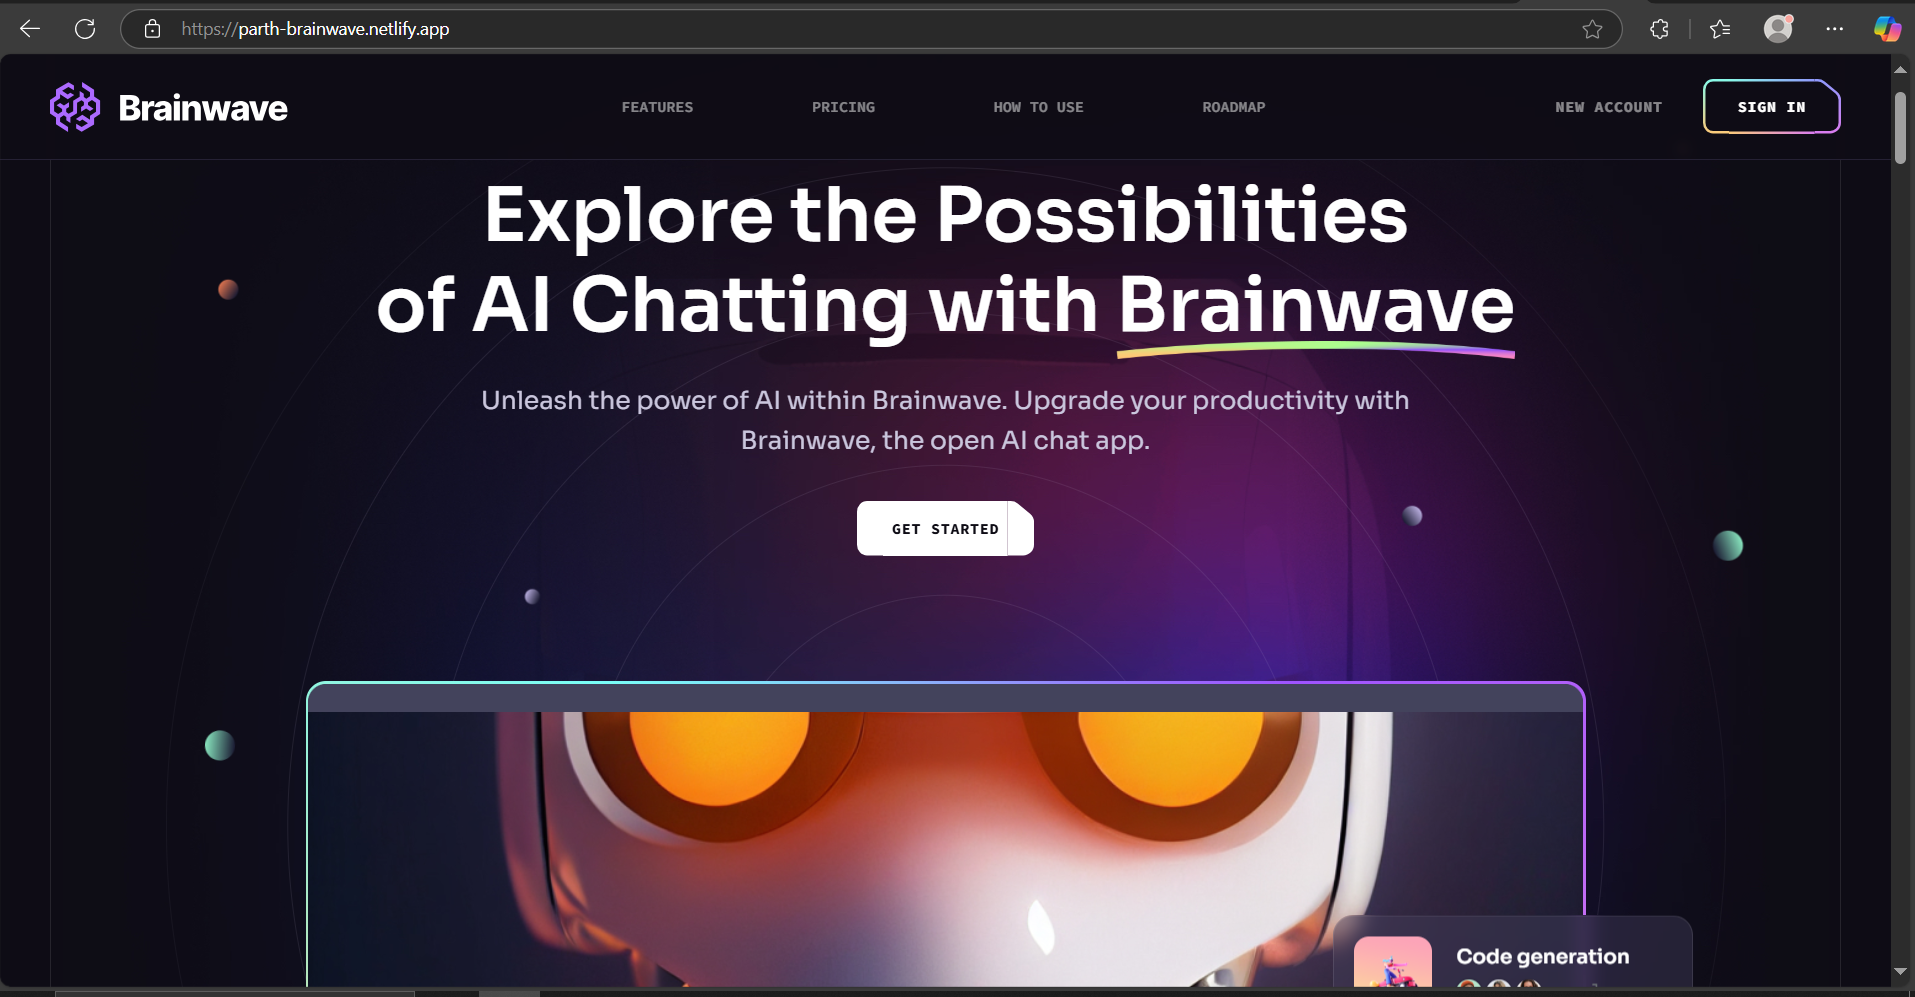 https://parth-brainwave.netlify.app
Brainwave
FEATURES
PRICING
HOW TO USE
ROADMAP
NEW ACCOUNT
SIGN IN
Explore the Possibilities
of AI Chatting with Brainwave
Unleash the power of AI within Brainwave. Upgrade your productivity with
Brainwave, the open AI chat app.
GET STARTED
Code generation